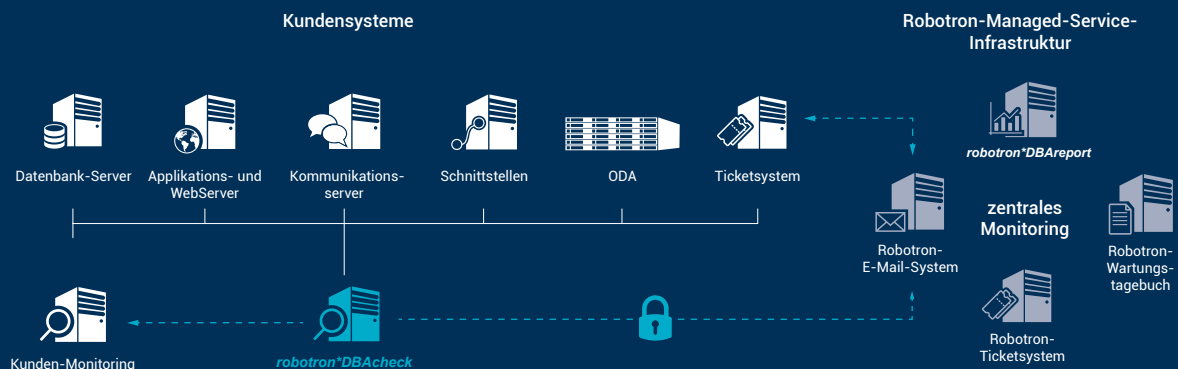 Kundensysteme
Robotron-Managed-Service-
Infrastruktur
robotron*DBAreport
Datenbank-Server
Applikations- und
WebServer
Kommunikations-
server
Schnittstellen
ODA
Ticketsystem
zentrales
Monitoring
Robotron-
E-Mail-System
Robotron-
Wartungs-
tagebuch
Robotron-
Ticketsystem
Kunden-Monitoring
robotron*DBAcheck